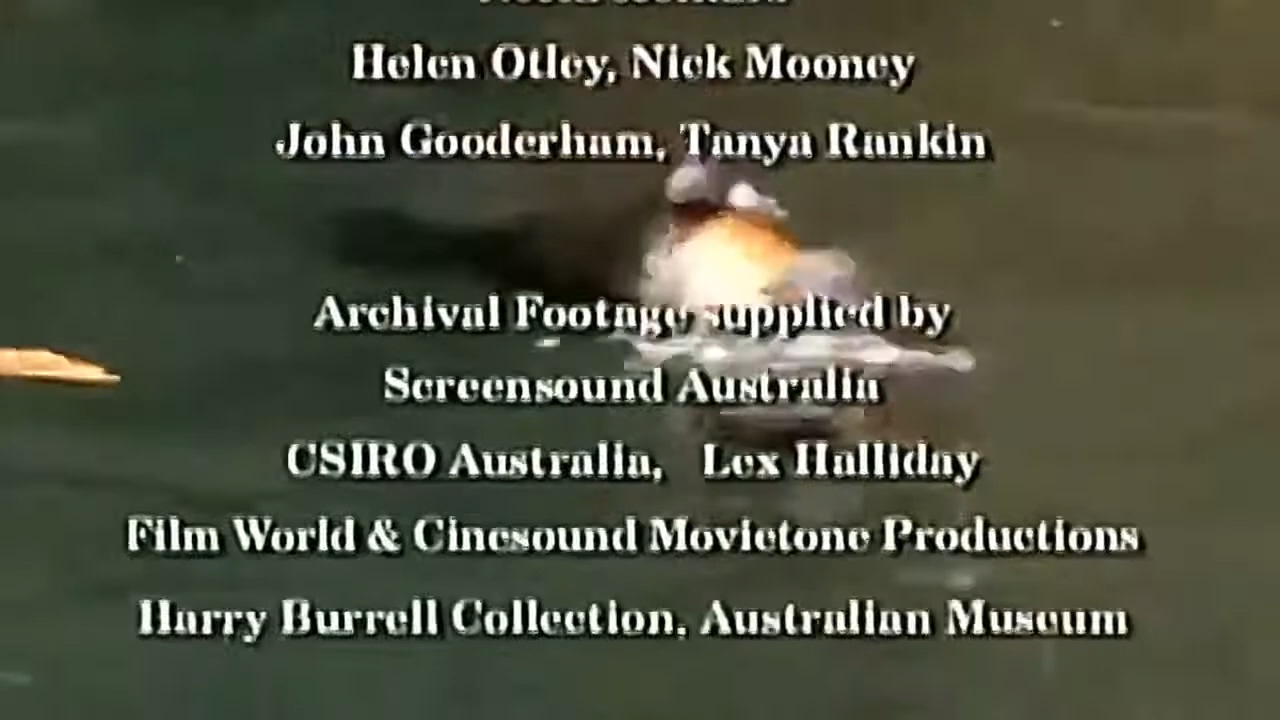 Helen Otley, Nick Mooney
John Gooderham, Tanya Rankin
Archival Footage supplied by
Screensound Australia
CSIRO Australia, Lex Halliday
Film World & Cinesound Movietone Productions
Harry Burrell Collection, Australian Museum